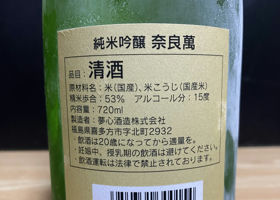 純米吟醸 奈良萬
品目：清酒
原材料名：米（国産）、米こうじ（国産米）
精米歩合：53％ アルコール分：15度
内容量：720ml
製造者：夢心酒造株式会社
福島県喜多方市字北町2932
・飲酒は20歳になってから適量を。
・妊娠中、授乳期の飲酒は避けてください。
・飲酒運転は法律で禁止されております。